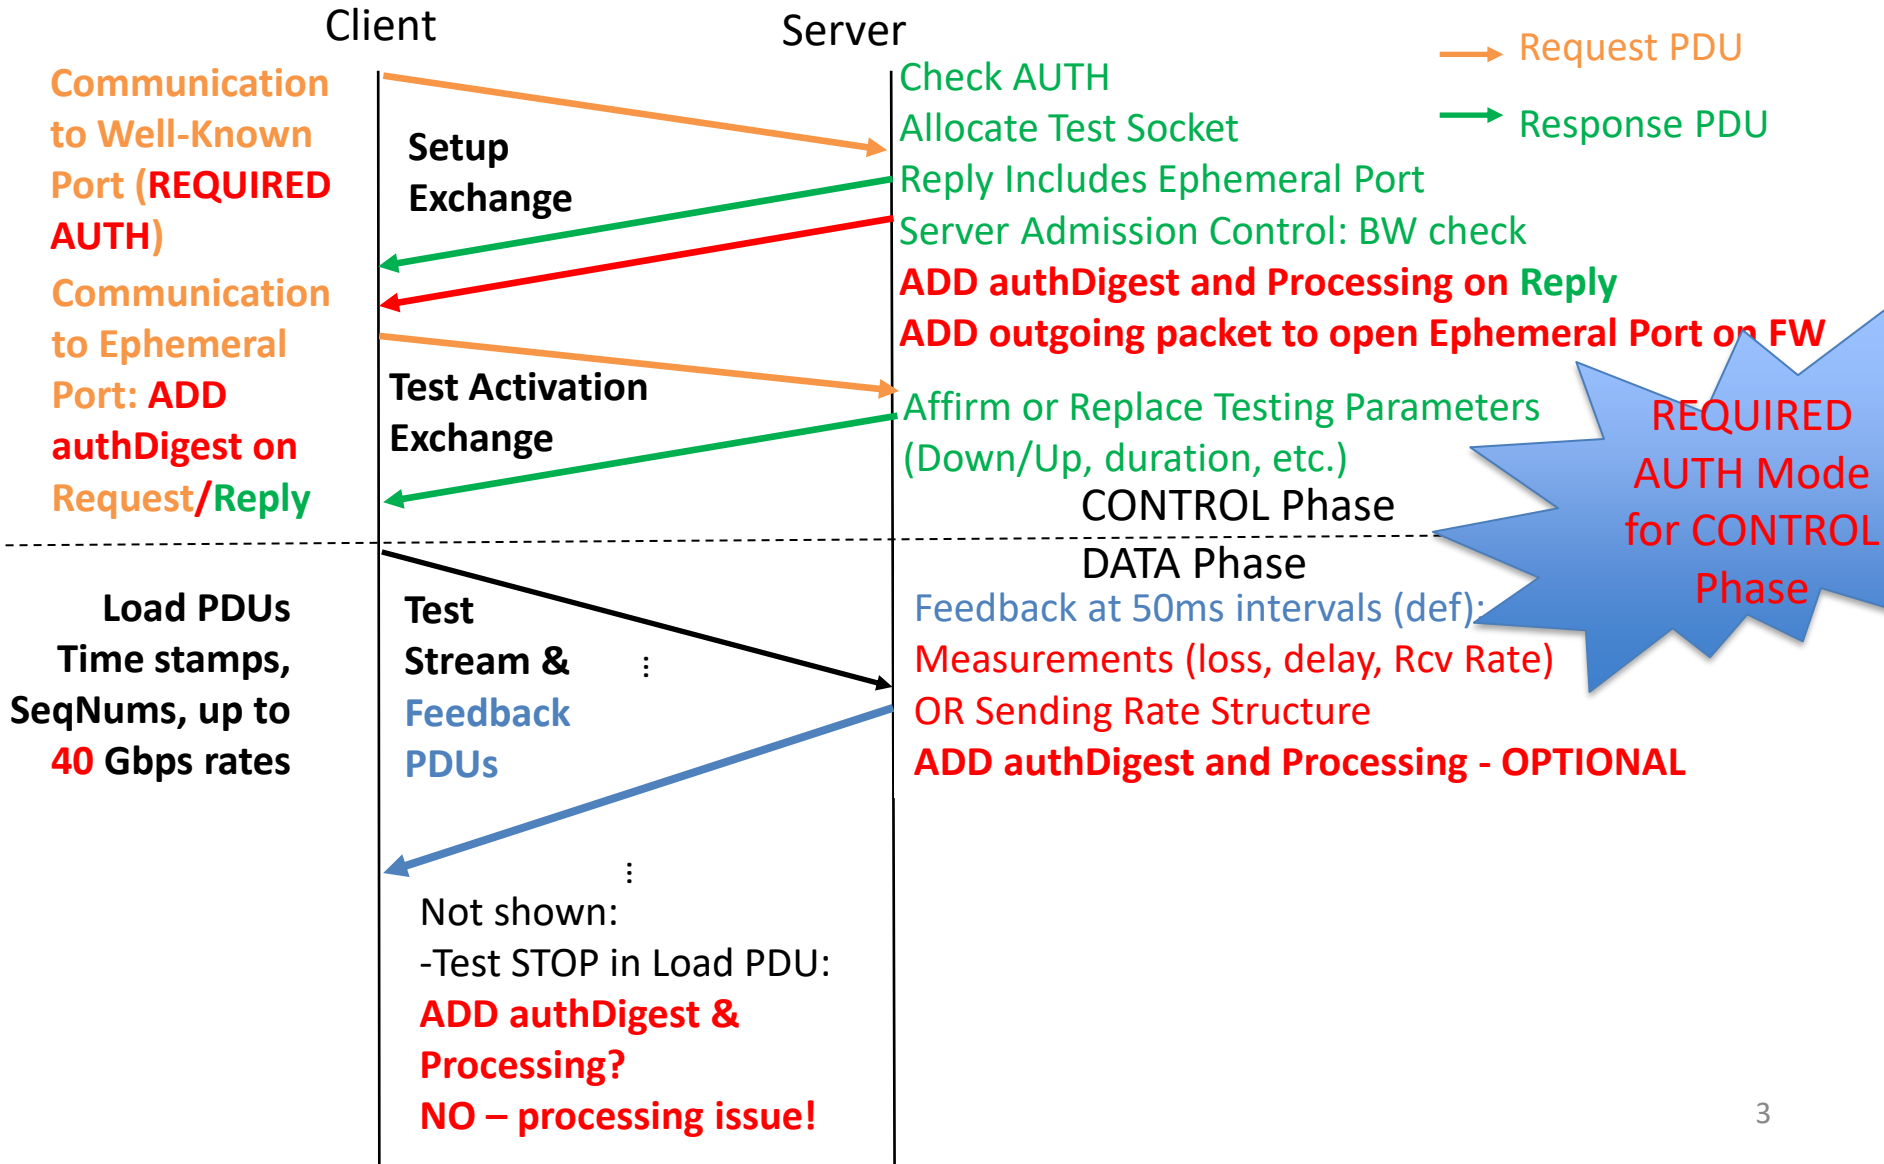 Client
Server
Request PDU
Response PDU
Communication
to Well-Known
Port (REQUIRED
AUTH)
Setup
Exchange
Check AUTH
Allocate Test Socket
Reply Includes Ephemeral Port
Server Admission Control: BW check
ADD authDigest and Processing on Reply
ADD outgoing packet to open Ephemeral Port on FW
Communication
to Ephemeral
Port: ADD
authDigest on
Request/Reply
Test Activation
Exchange
Affirm or Replace Testing Parameters
(Down/Up, duration, etc.)
REQUIRED
AUTH Mode
for CONTROL
Phase
CONTROL Phase
DATA Phase
Load PDUs
Time stamps,
SeqNums, up to
40 Gbps rates
Test
Stream &
Feedback
PDUs
...
Feedback at 50ms intervals (def):
Measurements (loss, delay, Rcv Rate)
OR Sending Rate Structure
ADD authDigest and Processing - OPTIONAL
...
Not shown:
-Test STOP in Load PDU:
ADD authDigest &
Processing?
NO – processing issue!
3